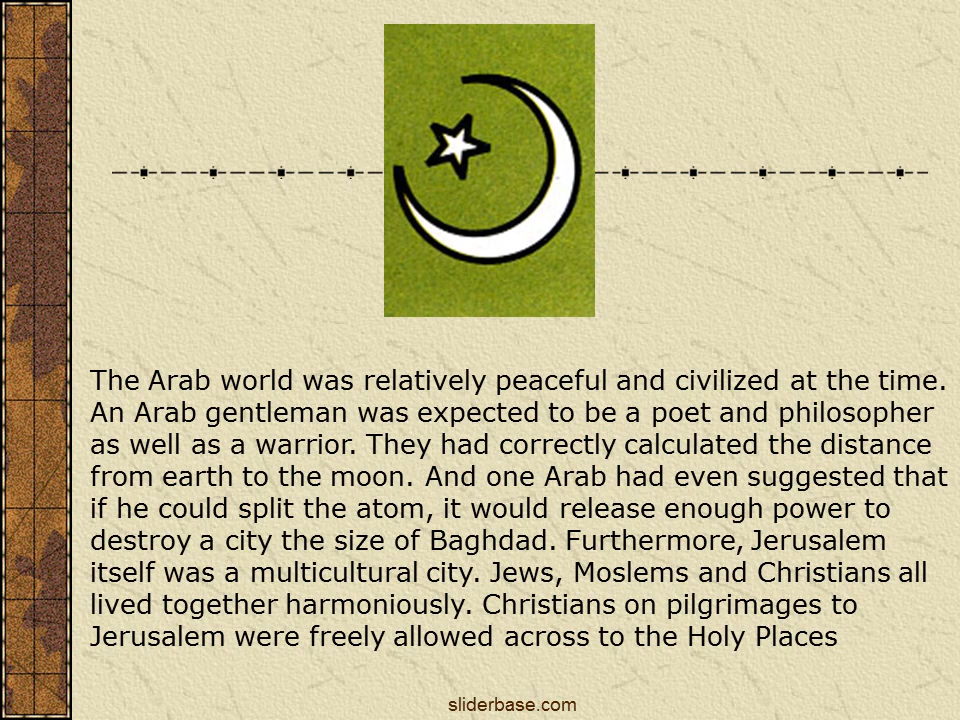 The Arab world was relatively peaceful and civilized at the time.
An Arab gentleman was expected to be a poet and philosopher
as well as a warrior. They had correctly calculated the distance
from earth to the moon. And one Arab had even suggested that
if he could split the atom, it would release enough power to
destroy a city the size of Baghdad. Furthermore, Jerusalem
itself was a multicultural city. Jews, Moslems and Christians all
lived together harmoniously. Christians on pilgrimages to
Jerusalem were freely allowed across to the Holy Places
sliderbase.com